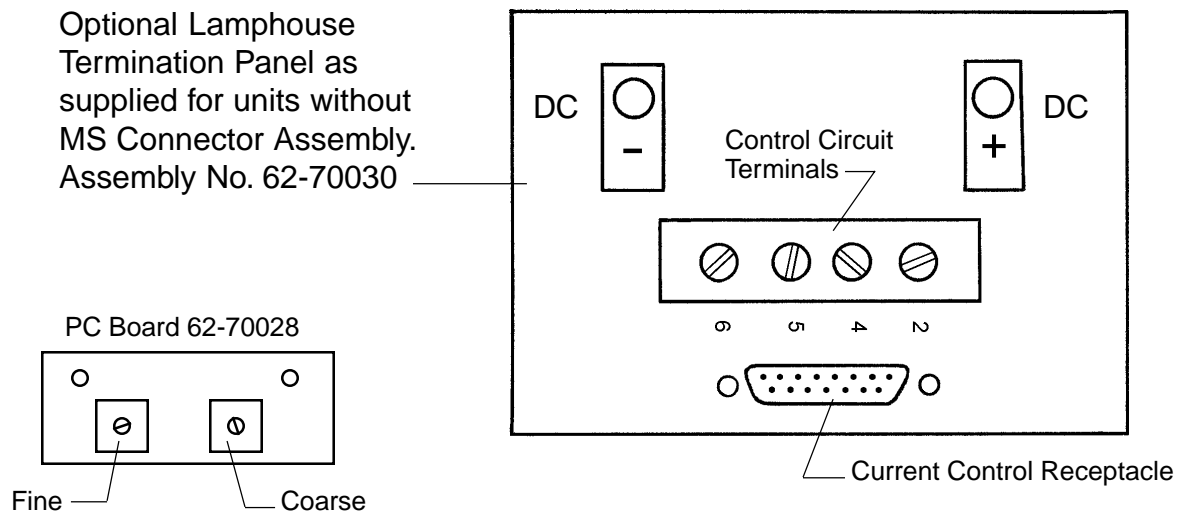 Optional Lamphouse
Termination Panel as
supplied for units without
MS Connector Assembly.
Assembly No. 62-70030
DC
-
Control Circuit
Terminals
+
DC
6 5 4 2
PC Board 62-70028
Fine
Coarse
Current Control Receptacle